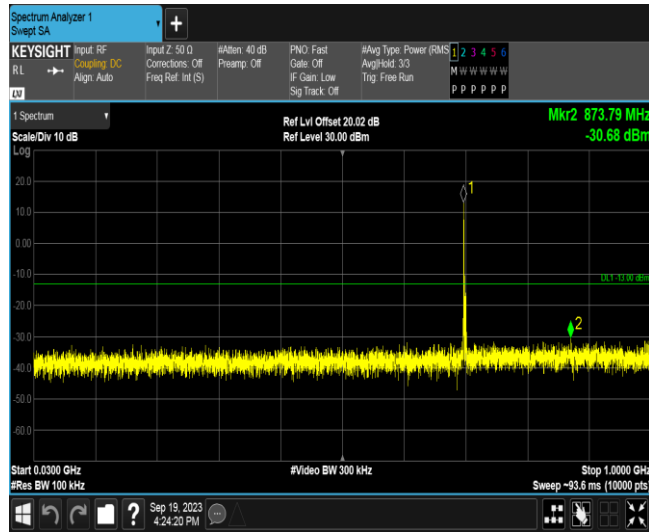 Spectrum Analyzer 1
Swept SA
+
KEYSIGHT Input: RF Input Z: 50 Ω #Atten: 40 dB PNO: Fast #Avg Type: Power (RMS 1 2 3 4 5 6
RL Coupling: DC Corrections: Off Preamp: Off Gate: Off Avg|Hold: 3/3 M W W W W W
Align: Auto Freq Ref: Int (S) IF Gain: Low Trig: Free Run
Sig Track: Off P P P P P P
LXI
1 Spectrum Ref Lvl Offset 20.02 dB Mkr2 873.79 MHz
Scale/Div 10 dB Ref Level 30.00 dBm -30.68 dBm
Log
20.0
1
10.0
0.00
-10.0
DL1 -13.00 dBm
-20.0
2
-30.0
-40.0
-50.0
-60.0
Start 0.0300 GHz #Video BW 300 kHz Stop 1.0000 GHz
#Res BW 100 kHz Sweep ~93.6 ms (10000 pts)
? Sep 19, 2023
4:24:20 PM